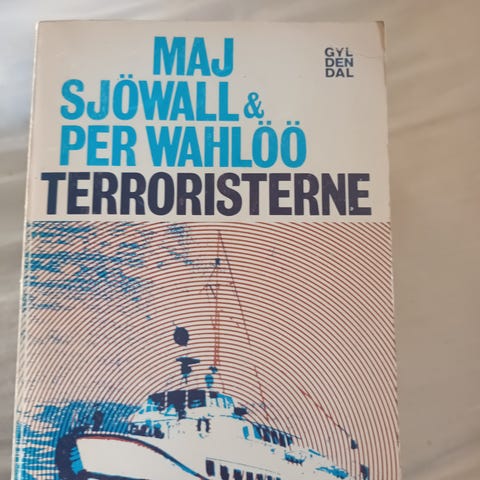 MAJ
SJÖWALL &
PER WAHLÖÖ
TERRORISTERNE
GYL
DEN
DAL